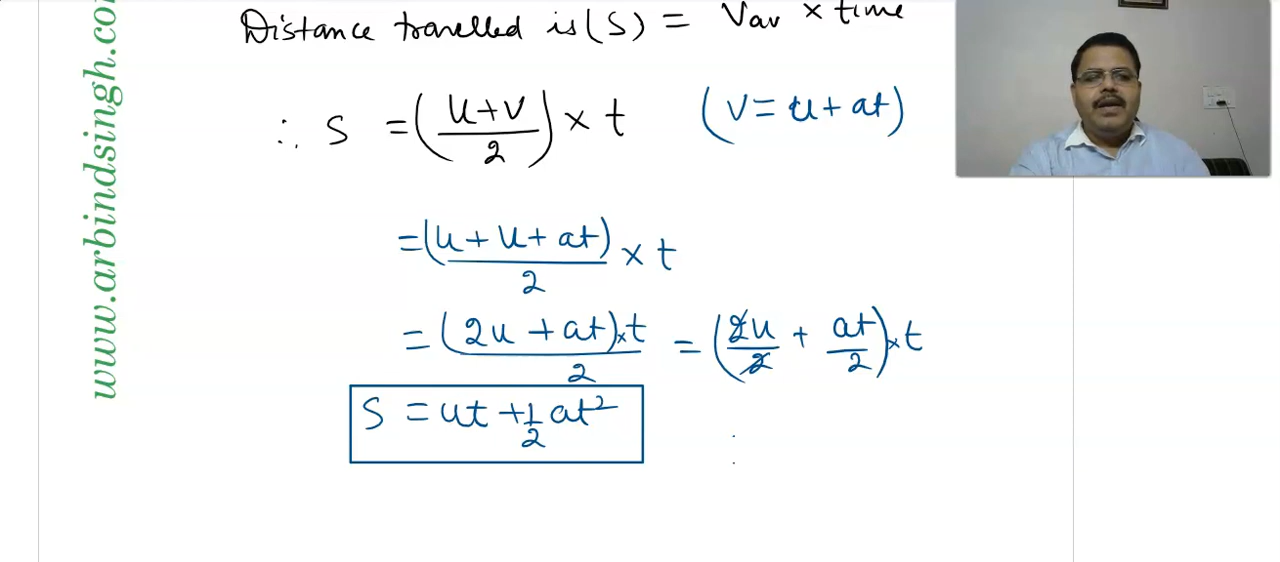 Distance travelled is (S) = Vav × time
∴ S = (u+v/2) × t (v = u + at)
= (u + u + at)/2 × t
= (2u + at) × t/2 = (2u/2 + at/2) × t
S = ut + 1/2 at²
www.arbindsingh.co